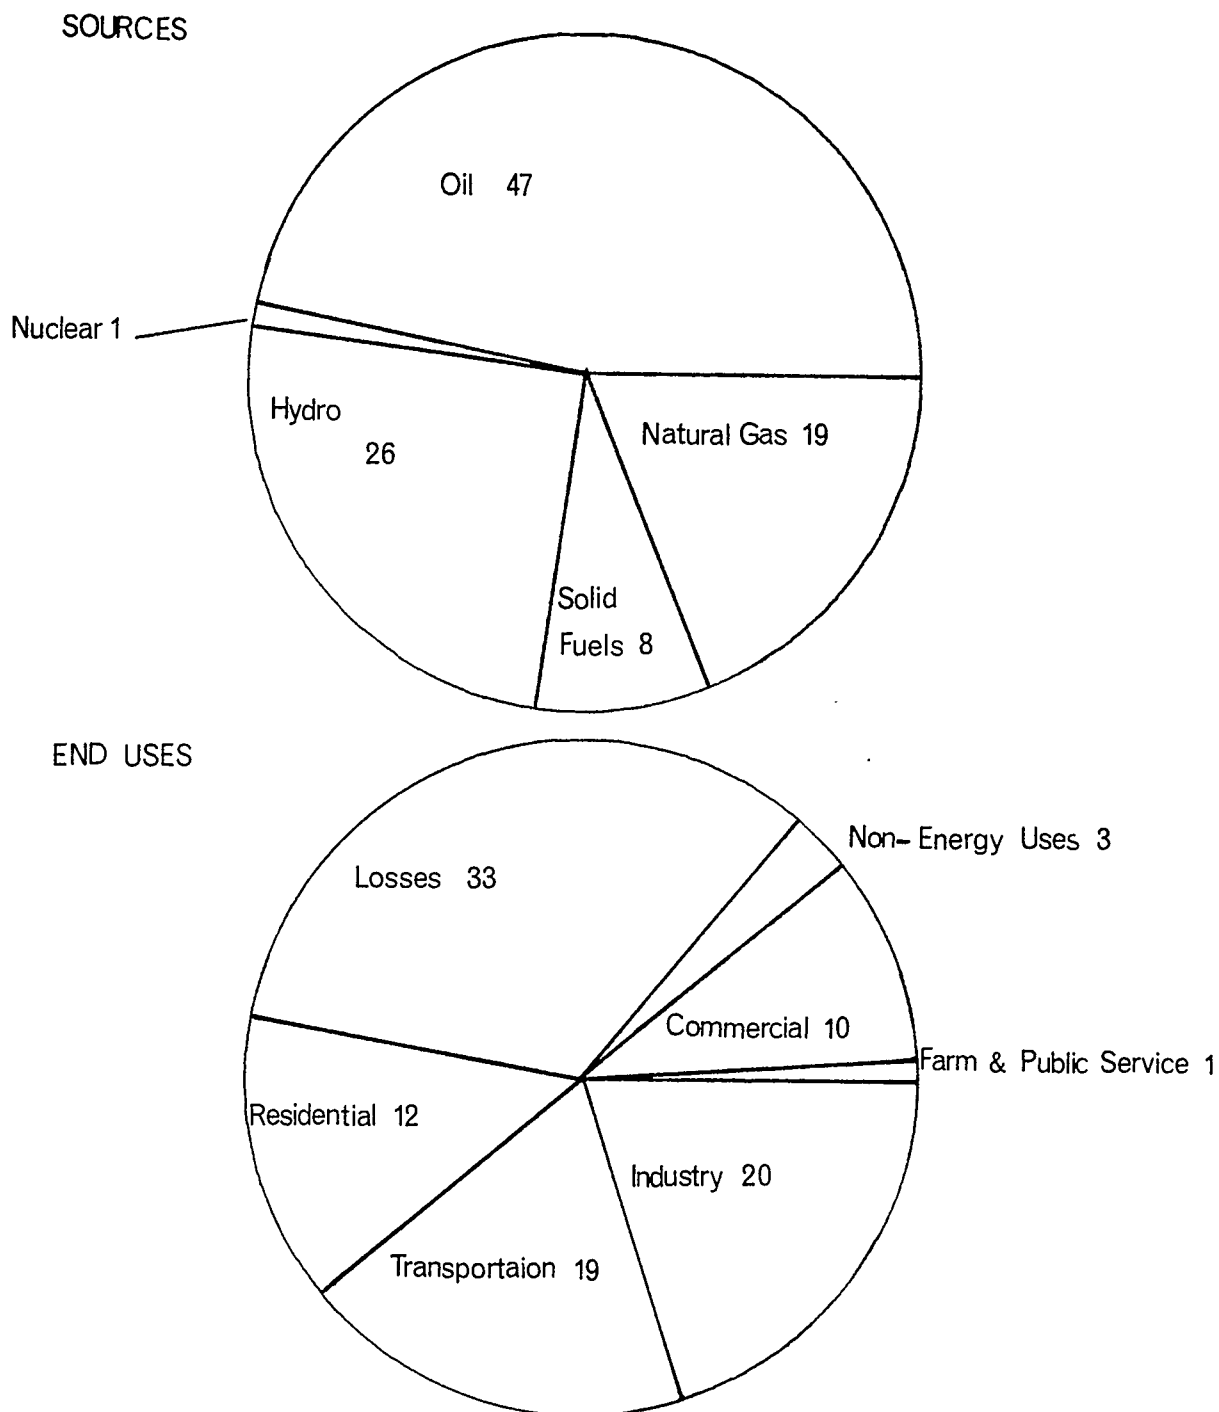 SOURCES
Oil 47
Nuclear 1
Hydro
26
Natural Gas 19
Solid
Fuels 8
END USES
Non-Energy Uses 3
Losses 33
Commercial 10
Farm & Public Service 1
Residential 12
Industry 20
Transportaion 19